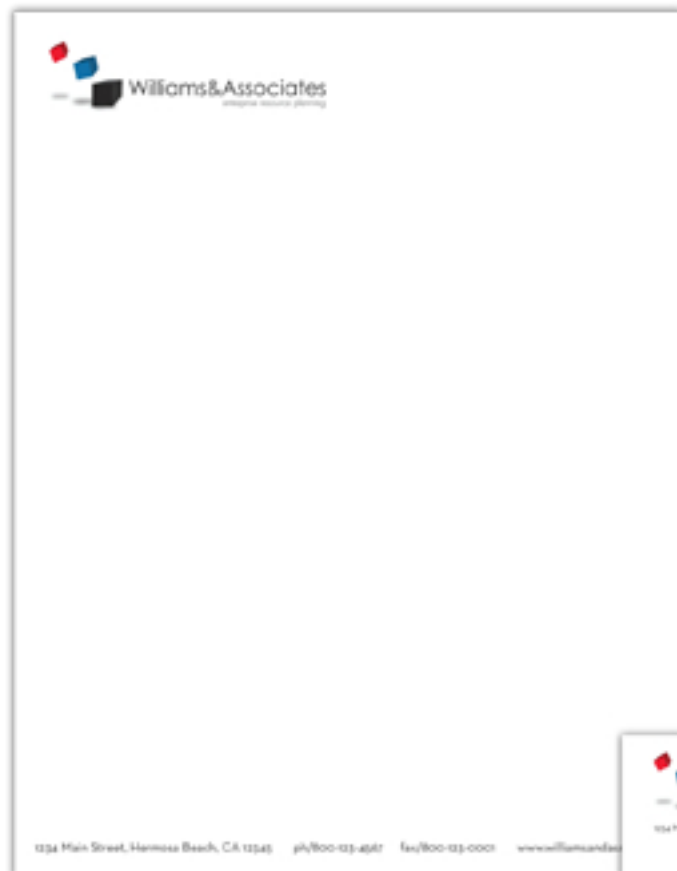 Williams&Associates
enterprise resource planning
1234 Main Street, Hermosa Beach, CA 12345 ph/800-123-4567 fax/800-123-0001
1234